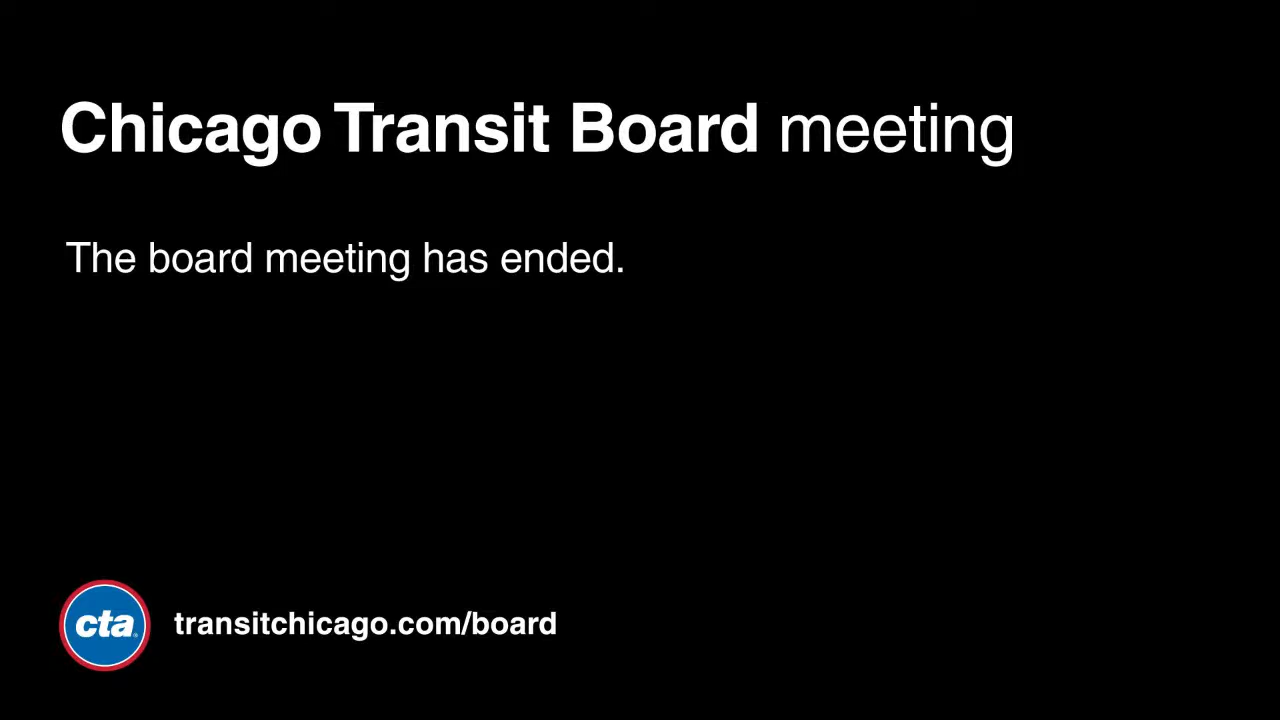 Chicago Transit Board meeting
The board meeting has ended.
cta®
transitchicago.com/board